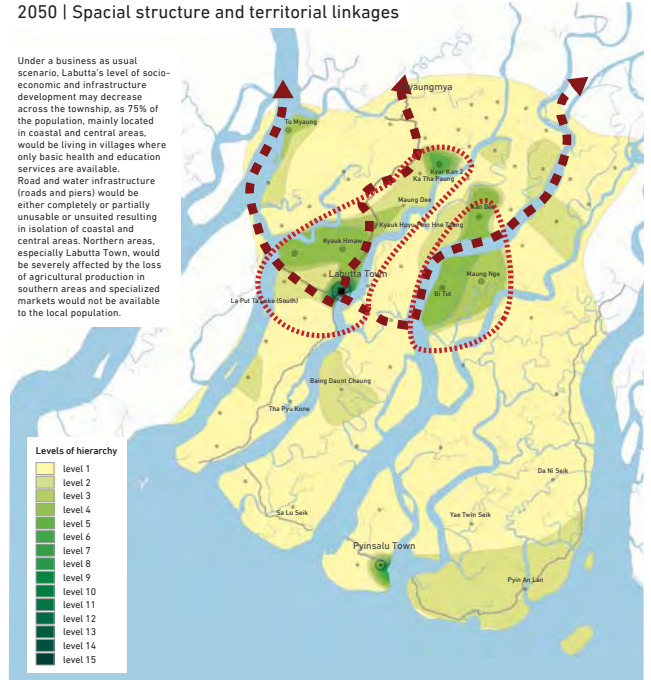 2050 | Spacial structure and territorial linkages
Under a business as usual
scenario, Labutta's level of socio-
economic and infrastructure
development may decrease
across the township, as 75% of
the population, mainly located
in coastal and central areas,
would be living in villages where
only basic health and education
services are available.
Road and water infrastructure
(roads and piers) would be
either completely or partially
unusable or unsuited resulting
in isolation of coastal and
central areas. Northern areas,
especially Labutta Town, would
be severely affected by the loss
of agricultural production in
southern areas and specialized
markets would not be available
to the local population.
Tu Myaung
Kyar Kan 2
Ka Tha Paung
Maung Dee
Kyauk Hmaw
Labutta Town
Maung Nge
Bi Tut
La Put Ta Loke (South)
Baing Daunt Chaung
Tha Pyu Kone
Da Ni Seik
Sa Lu Seik
Yae Twin Seik
Pyinsalu Town
Pyin An Lan
Levels of hierarchy
level 1
level 2
level 3
level 4
level 5
level 6
level 7
level 8
level 9
level 10
level 11
level 12
level 13
level 14
level 15